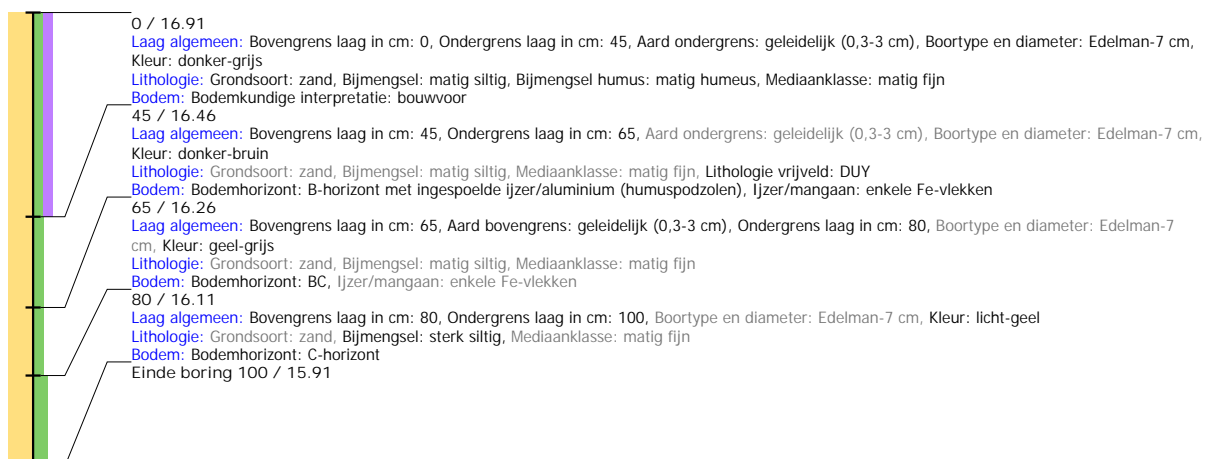 0 / 16.91
Laag algemeen: Bovengrens laag in cm: 0, Ondergrens laag in cm: 45, Aard ondergrens: geleidelijk (0,3-3 cm), Boortype en diameter: Edelman-7 cm,
Kleur: donker-grijs
Lithologie: Grondsoort: zand, Bijmengsel: matig siltig, Bijmengsel humus: matig humeus, Mediaanklasse: matig fijn
Bodem: Bodemkundige interpretatie: bouwvoor
45 / 16.46
Laag algemeen: Bovengrens laag in cm: 45, Ondergrens laag in cm: 65, Aard ondergrens: geleidelijk (0,3-3 cm), Boortype en diameter: Edelman-7 cm,
Kleur: donker-bruin
Lithologie: Grondsoort: zand, Bijmengsel: matig siltig, Mediaanklasse: matig fijn, Lithologie vrijveld: DUY
Bodem: Bodemhorizont: B-horizont met ingespoelde ijzer/aluminium (humuspodzolen), Ijzer/mangaan: enkele Fe-vlekken
65 / 16.26
Laag algemeen: Bovengrens laag in cm: 65, Aard bovengrens: geleidelijk (0,3-3 cm), Ondergrens laag in cm: 80, Boortype en diameter: Edelman-7
cm, Kleur: geel-grijs
Lithologie: Grondsoort: zand, Bijmengsel: matig siltig, Mediaanklasse: matig fijn
Bodem: Bodemhorizont: BC, Ijzer/mangaan: enkele Fe-vlekken
80 / 16.11
Laag algemeen: Bovengrens laag in cm: 80, Ondergrens laag in cm: 100, Boortype en diameter: Edelman-7 cm, Kleur: licht-geel
Lithologie: Grondsoort: zand, Bijmengsel: sterk siltig, Mediaanklasse: matig fijn
Bodem: Bodemhorizont: C-horizont
Einde boring 100 / 15.91